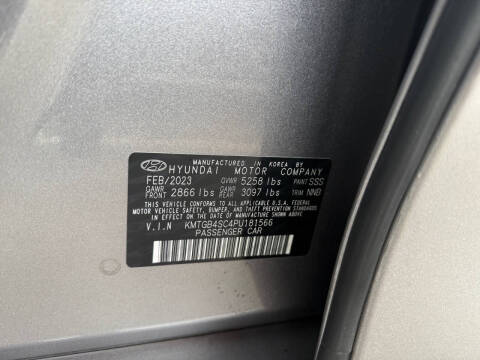 MANUFACTURED IN KOREA BY
HYUNDAI MOTOR COMPANY
FEB/2023 GVWR 5258 lbs PAINT SSS
GAWR FRONT 2866 lbs GAWR REAR 3097 lbs TRIM NNB
THIS VEHICLE CONFORMS TO ALL APPLICABLE U.S.A. FEDERAL
MOTOR VEHICLE SAFETY, AND THEFT PREVENTION STANDARDS
IN EFFECT ON THE DATE OF MANUFACTURE SHOWN ABOVE.
V.I.N KMTGB4SC4PU181566
PASSENGER CAR